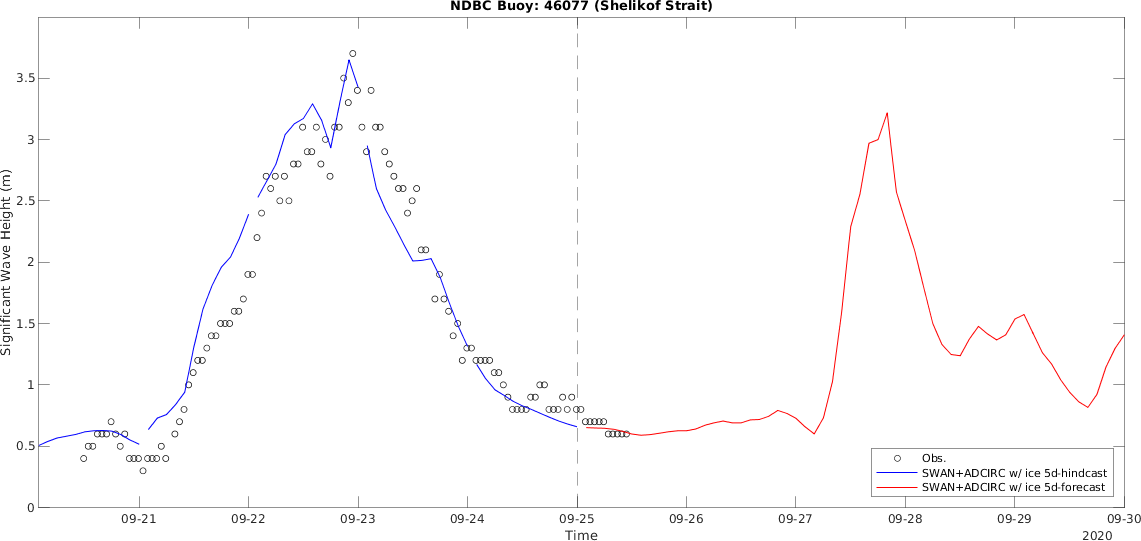 NDBC Buoy: 46077 (Shelikof Strait)
Significant Wave Height (m)
3.5
3
2.5
2
1.5
1
0.5
0
Obs.
SWAN+ADCIRC w/ ice 5d-hindcast
SWAN+ADCIRC w/ ice 5d-forecast
09-21 09-22 09-23 09-24 09-25 09-26 09-27 09-28 09-29 09-30
Time
2020